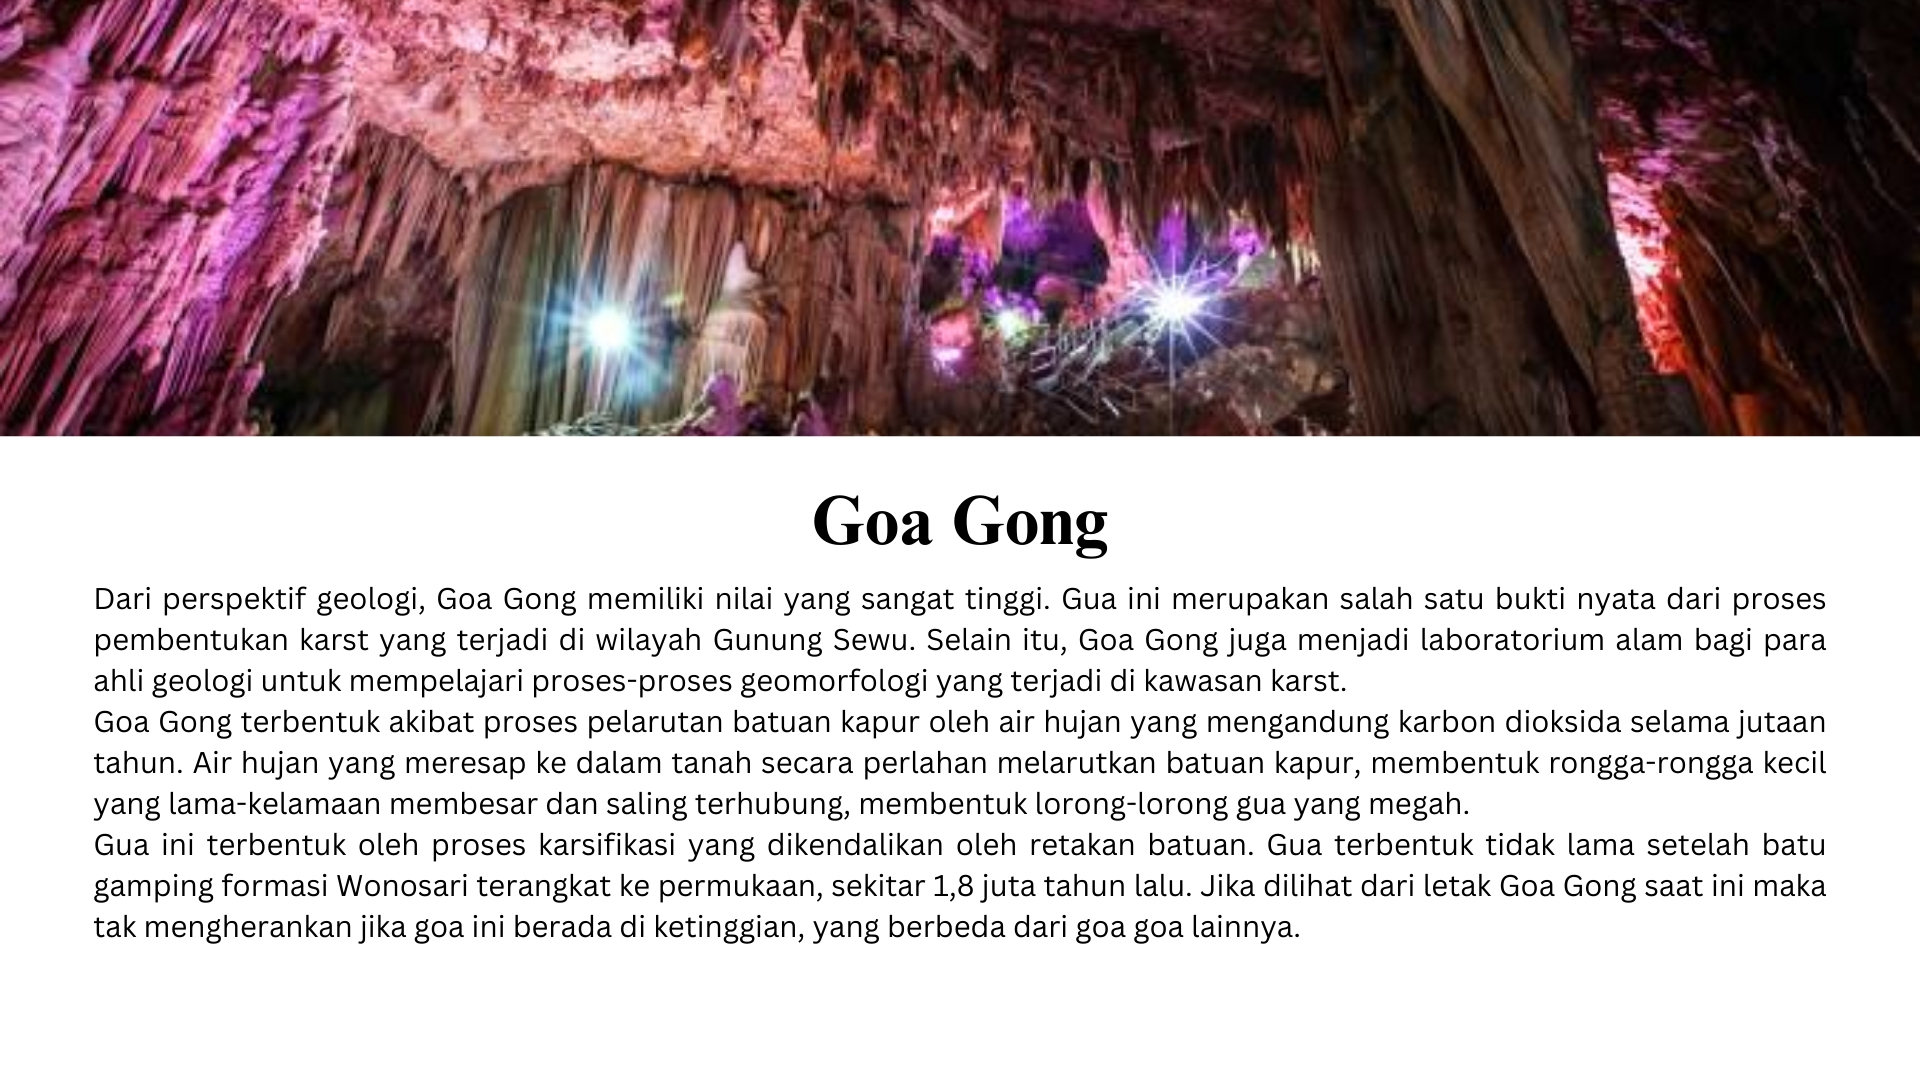 Goa Gong
Dari perspektif geologi, Goa Gong memiliki nilai yang sangat tinggi. Gua ini merupakan salah satu bukti nyata dari proses
pembentukan karst yang terjadi di wilayah Gunung Sewu. Selain itu, Goa Gong juga menjadi laboratorium alam bagi para
ahli geologi untuk mempelajari proses-proses geomorfologi yang terjadi di kawasan karst.
Goa Gong terbentuk akibat proses pelarutan batuan kapur oleh air hujan yang mengandung karbon dioksida selama jutaan
tahun. Air hujan yang meresap ke dalam tanah secara perlahan melarutkan batuan kapur, membentuk rongga-rongga kecil
yang lama-kelamaan membesar dan saling terhubung, membentuk lorong-lorong gua yang megah.
Gua ini terbentuk oleh proses karsifikasi yang dikendalikan oleh retakan batuan. Gua terbentuk tidak lama setelah batu
gamping formasi Wonosari terangkat ke permukaan, sekitar 1,8 juta tahun lalu. Jika dilihat dari letak Goa Gong saat ini maka
tak mengherankan jika goa ini berada di ketinggian, yang berbeda dari goa goa lainnya.